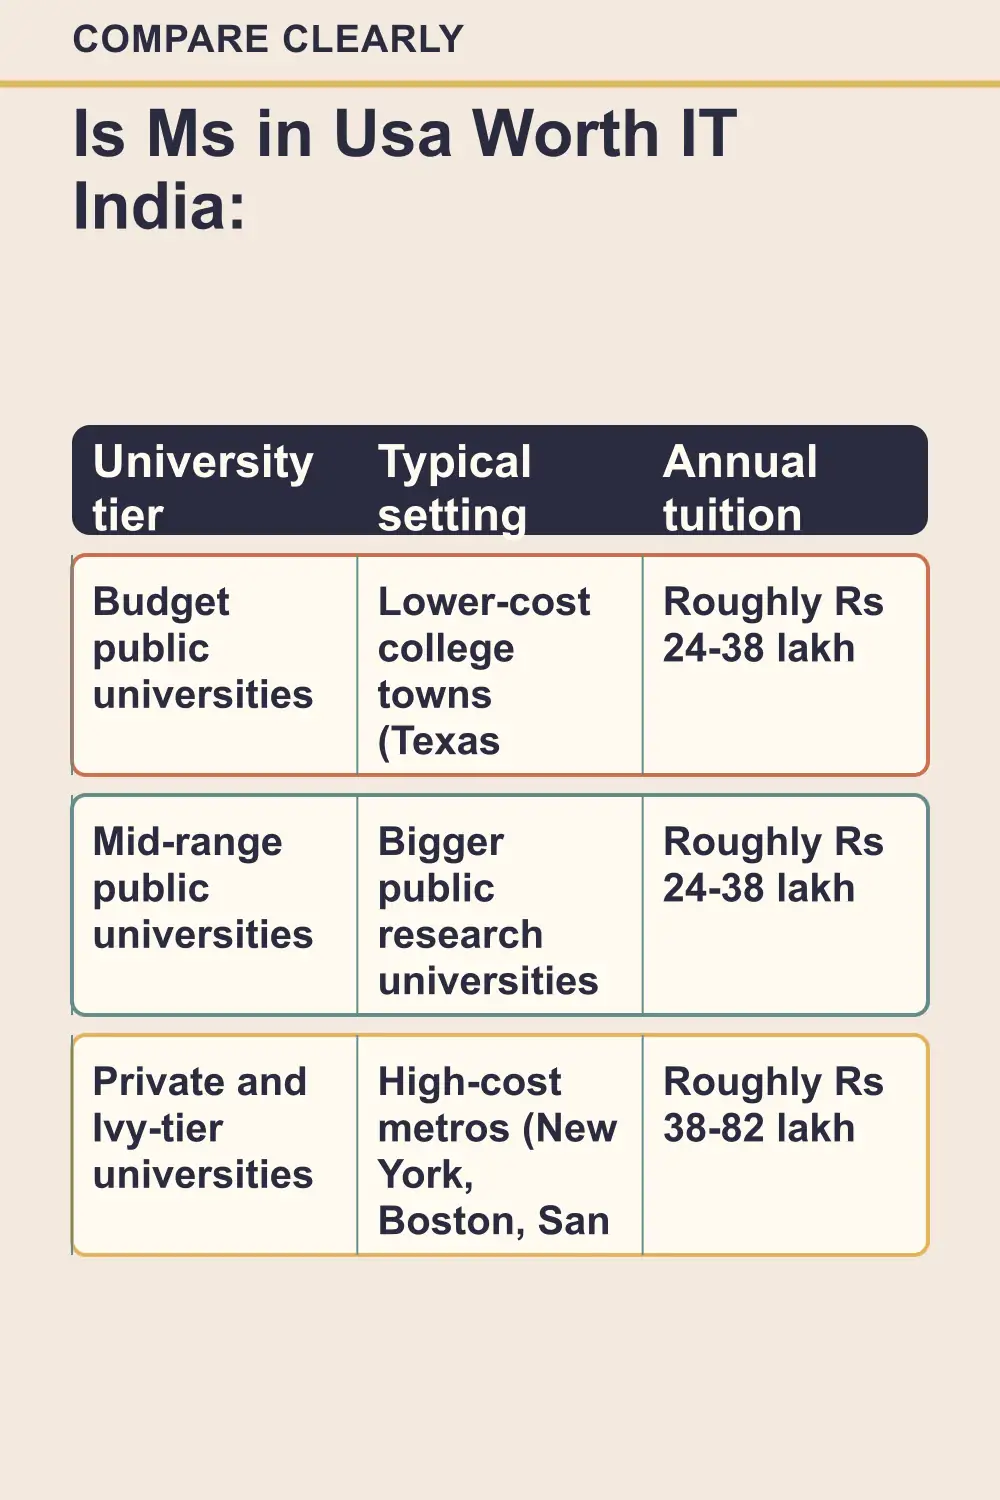 COMPARE CLEARLY
Is Ms in Usa Worth IT
India:
University
tier
Typical
setting
Annual
tuition
Budget
public
universities
Lower-cost
college
towns
(Texas
Roughly Rs
24-38 lakh
Mid-range
public
universities
Bigger
public
research
universities
Roughly Rs
24-38 lakh
Private and
Ivy-tier
universities
High-cost
metros (New
York,
Boston, San
Roughly Rs
38-82 lakh